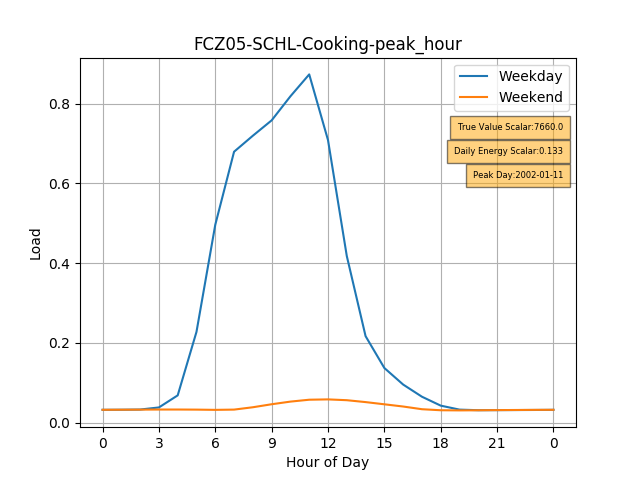 FCZ05-SCHL-Cooking-peak_hour
Weekday
Weekend
True Value Scalar:7660.0
Daily Energy Scalar:0.133
Peak Day:2002-01-11
Load
0.8
0.6
0.4
0.2
0.0
0 3 6 9 12 15 18 21 0
Hour of Day